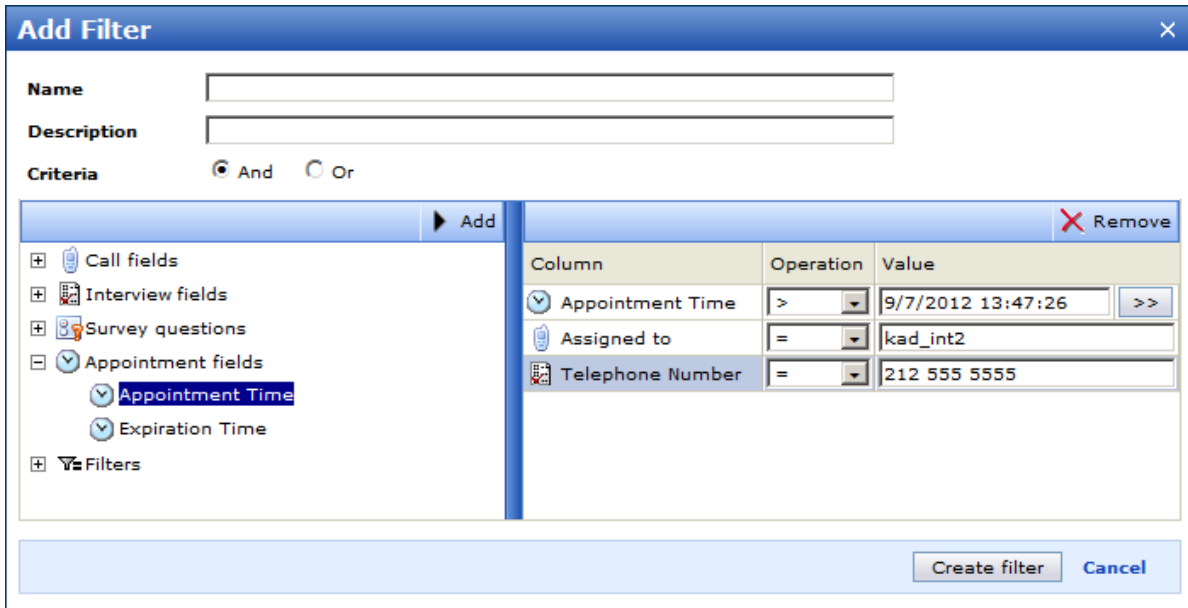 Add Filter
Name
Description
Criteria And Or
Add Remove
Call fields
Interview fields
Survey questions
Appointment fields
Appointment Time
Expiration Time
Filters
Column Operation Value
Appointment Time > 9/7/2012 13:47:26 >>
Assigned to = kad_int2
Telephone Number = 212 555 5555
Create filter Cancel